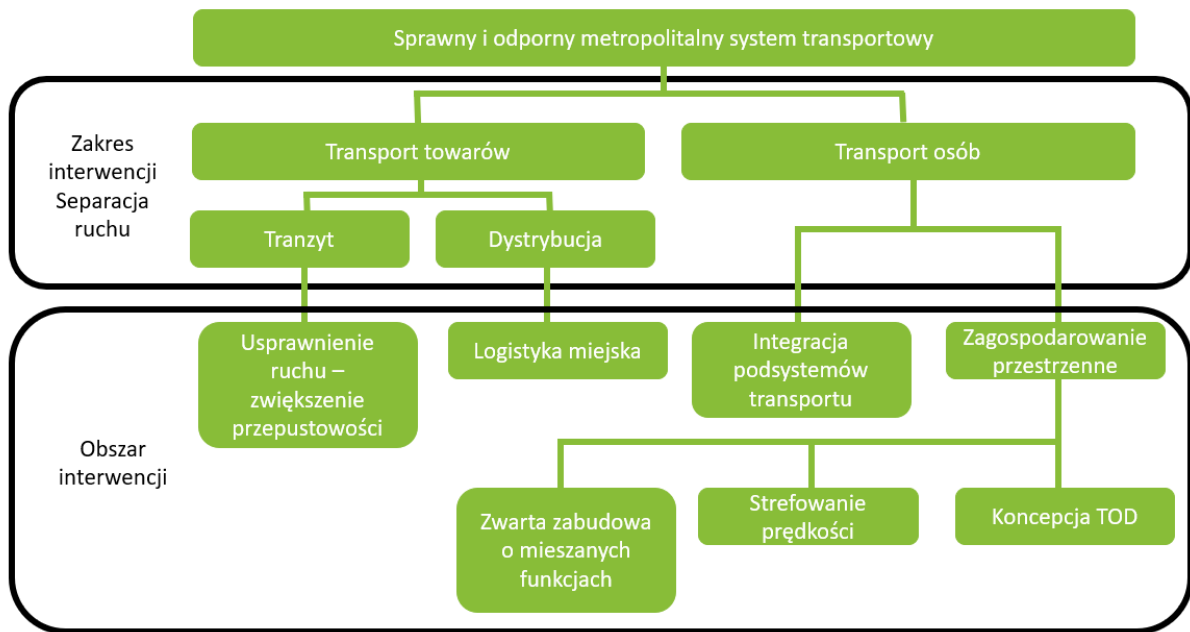 Sprawny i odporny metropolitalny system transportowy
Zakres
interwencji
Separacja
ruchu
Transport towarów
Transport osób
Tranzyt
Dystrybucja
Obszar
interwencji
Usprawnienie
ruchu –
zwiększenie
przepustowości
Logistyka miejska
Integracja
podsystemów
transportu
Zagospodarowanie
przestrzenne
Zwarta zabudowa
o mieszanych
funkcjach
Strefowanie
prędkości
Koncepcja TOD